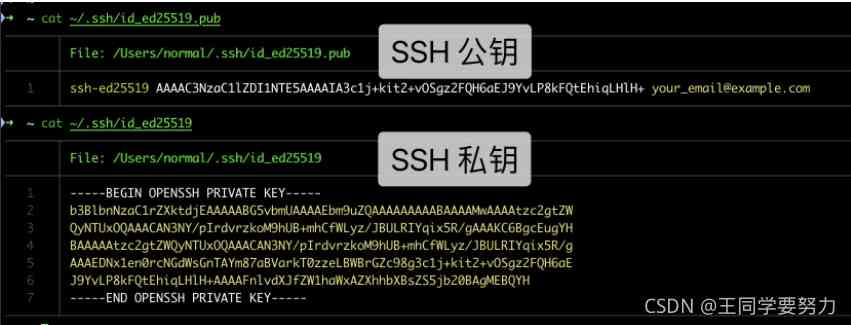 ~ cat ~/.ssh/id_ed25519.pub
File: /Users/normal/.ssh/id_ed25519.pub
SSH 公钥
1 ssh-ed25519 AAAAC3NzaC1lZDI1NTE5AAAAIA3c1j+kit2+vOSgz2FQH6aEJ9YvLP8kFQtEhiqLHlH+ your_email@example.com
~ cat ~/.ssh/id_ed25519
File: /Users/normal/.ssh/id_ed25519
SSH 私钥
1 -----BEGIN OPENSSH PRIVATE KEY-----
2 b3BlbnNzaC1rZXktdjEAAAAABG5vbmUAAAAEbm9uZQAAAAAAAAABAAAAMwAAAAtzc2gtZW
3 QyNTUxOQAAACAN3NY/pIrdvrzkoM9hUB+mhCfWLyz/JBULRIYqix5R/gAAAKC6BgcEugYH
4 BAAAAAtzc2gtZWQyNTUxOQAAACAN3NY/pIrdvrzkoM9hUB+mhCfWLyz/JBULRIYqix5R/g
5 AAAEDNx1en0rcNGdWsGnTAYm87aBVarkT0zzeLBWBrGZc98g3c1j+kit2+vOSgz2FQH6aE
6 J9YvLP8kFQtEhiqLHlH+AAAAFnlvdXJfZW1haWxAZXhhbXBsZS5jb20BAgMEBQYH
7 -----END OPENSSH PRIVATE KEY-----
CSDN @王同学要努力